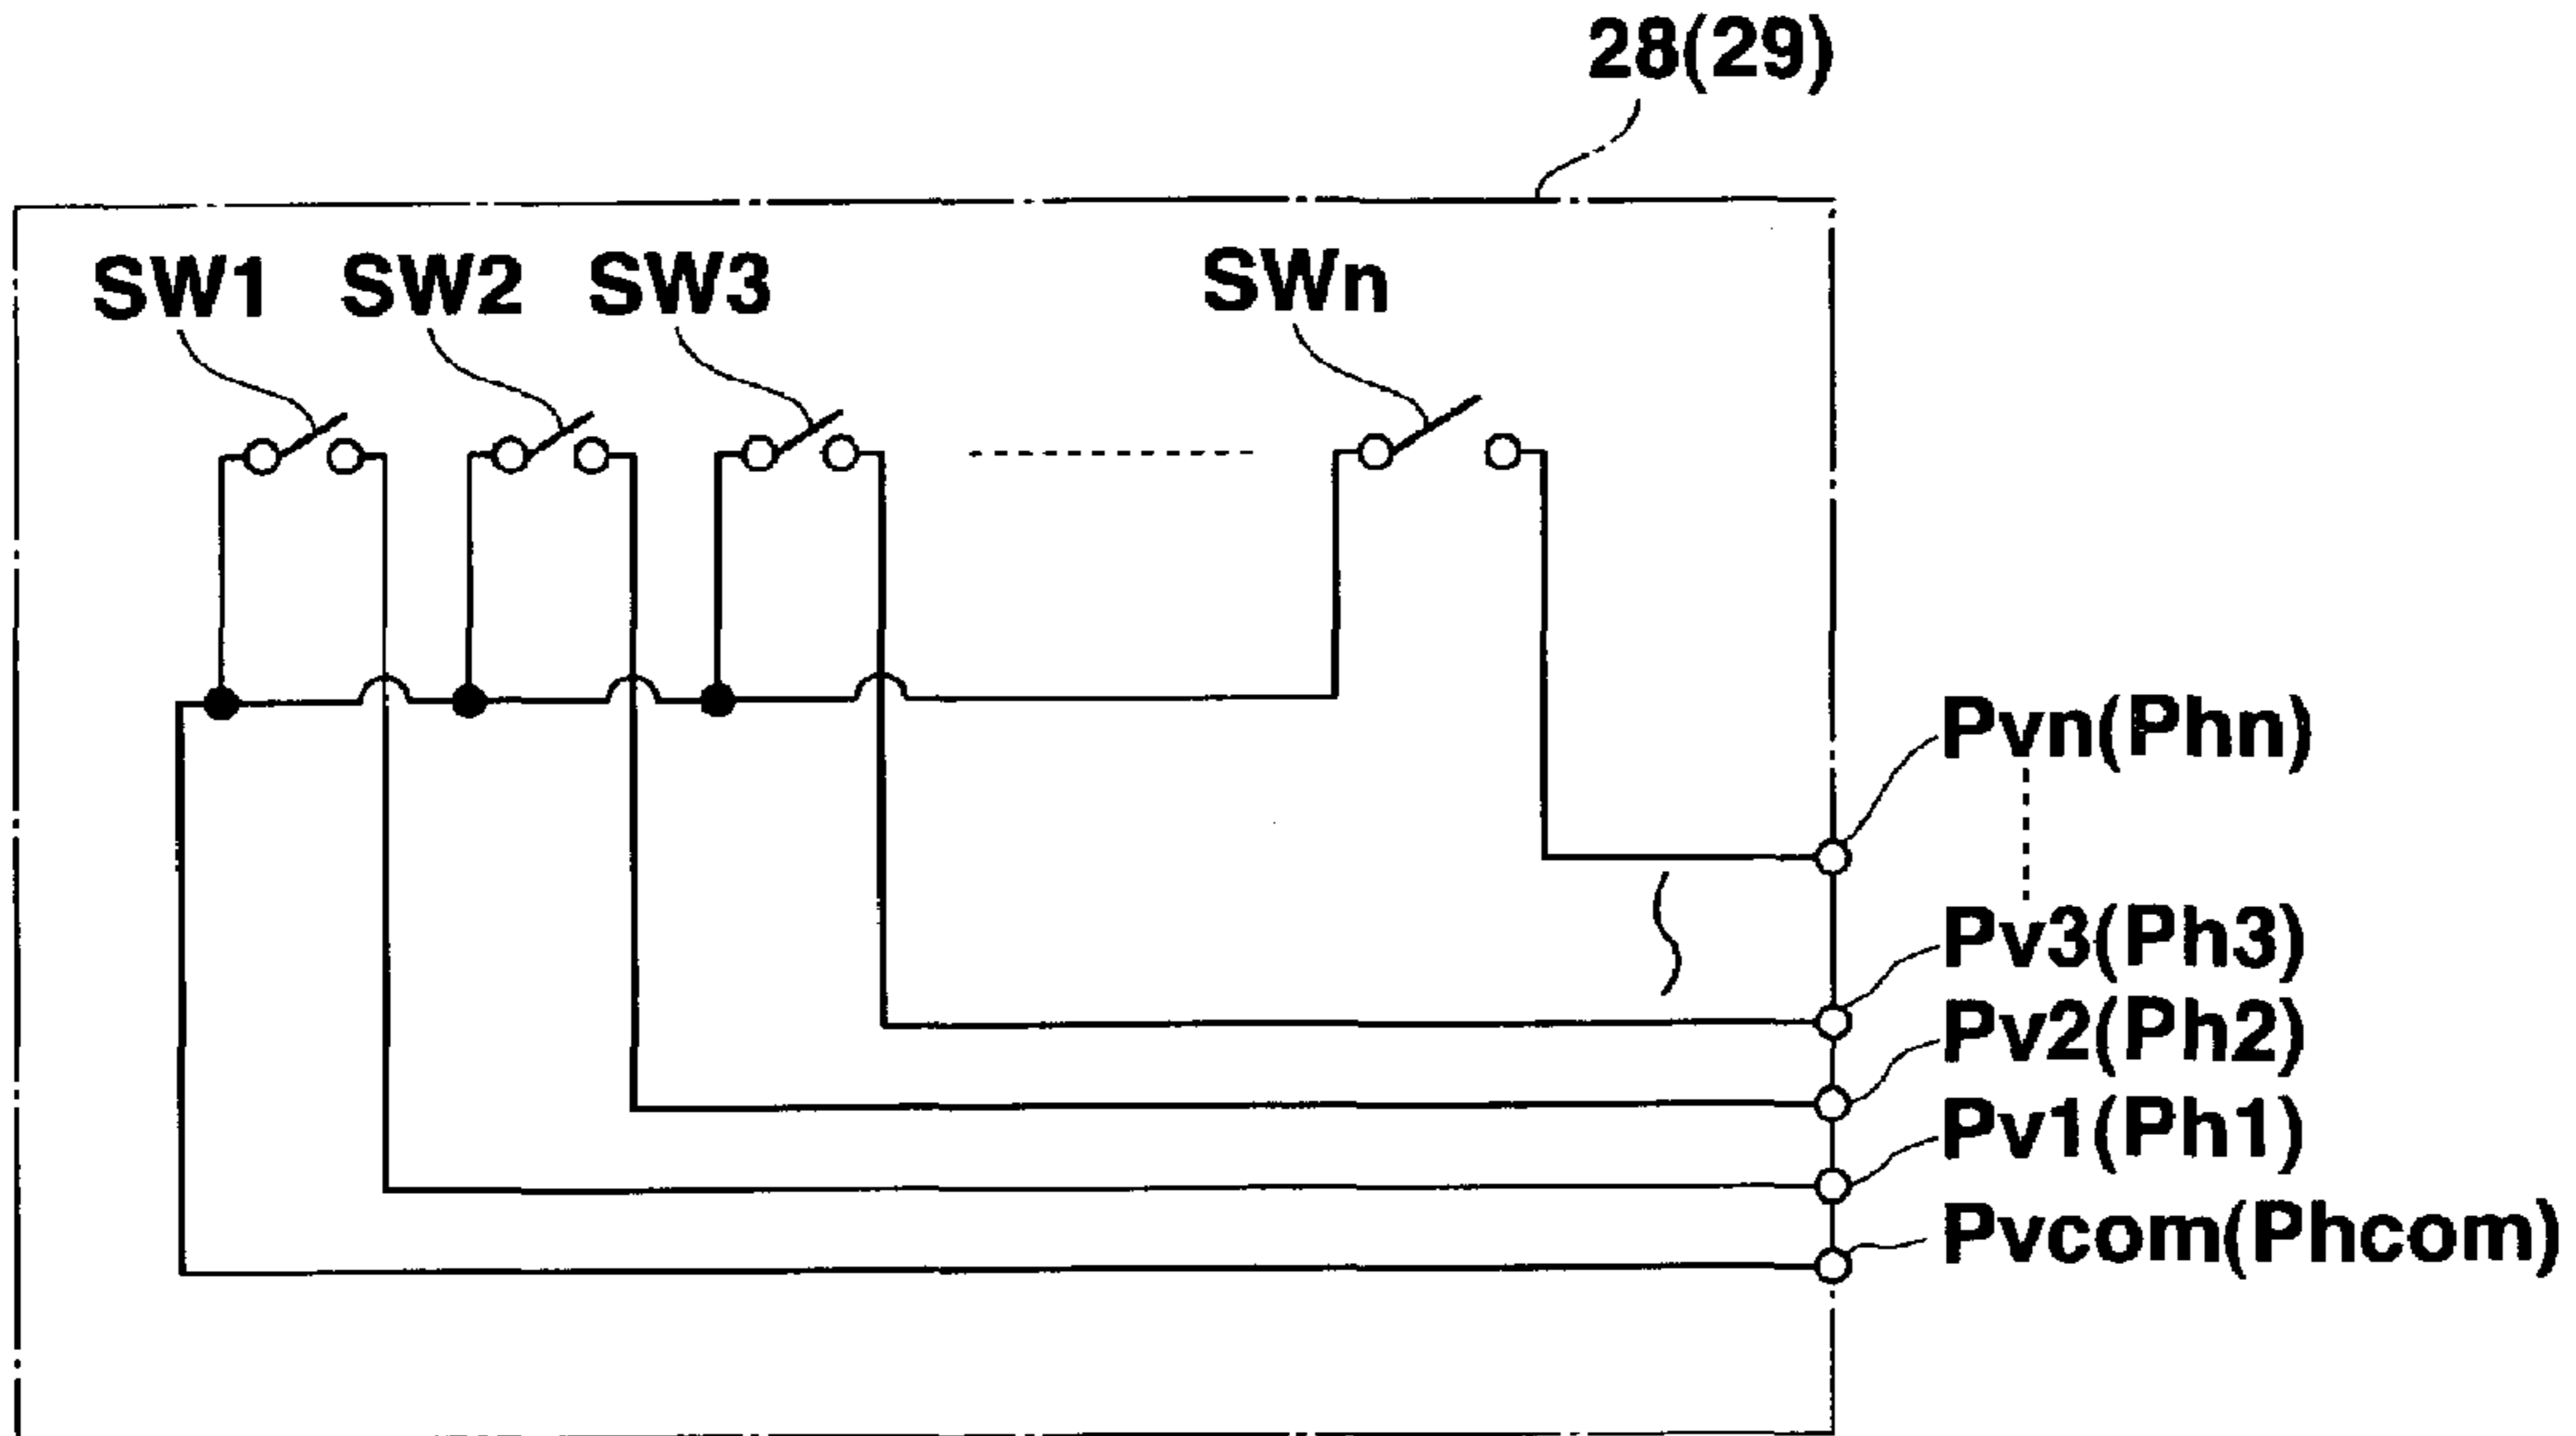 28(29)
SW1 SW2 SW3 SWn
Pvn(Phn)
Pv3(Ph3)
Pv2(Ph2)
Pv1(Ph1)
Pvcom(Phcom)